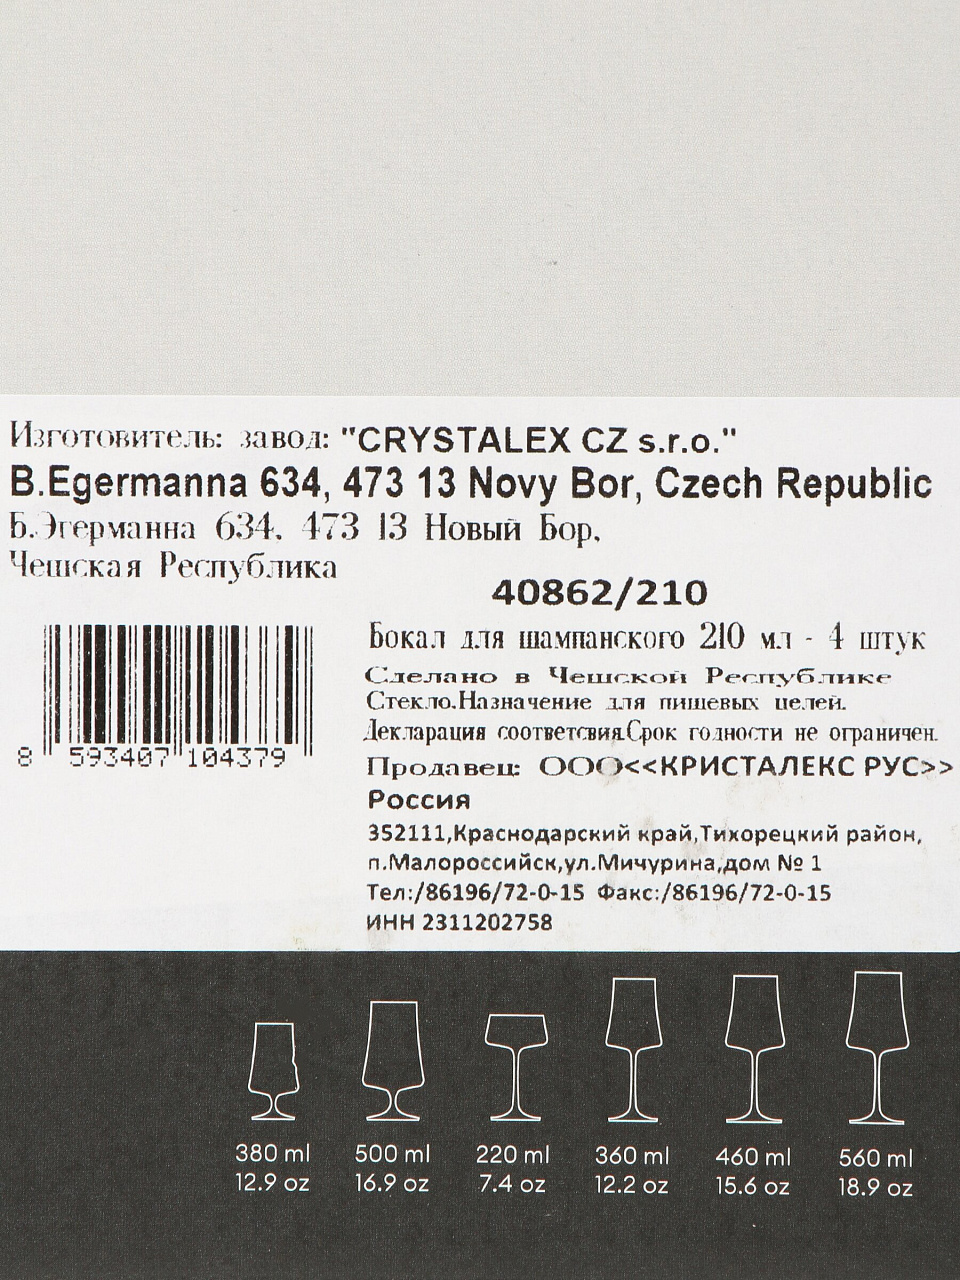 Изготовитель: завод: "CRYSTALEX CZ s.r.o."
B.Egermanna 634, 473 13 Novy Bor, Czech Republic
Б.Эгерманна 634, 473 13 Новый Бор,
Чешская Республика
40862/210
Бокал для шампанского 210 мл - 4 штук
Сделано в Чешской Республике
Стекло.Назначение для пищевых целей.
Декларация соответсвия.Срок годности не ограничен.
Продавец: ООО<<КРИСТАЛЕКС РУС>>
Россия
352111,Краснодарский край,Тихорецкий район,
п.Малороссийск,ул.Мичурина,дом № 1
Тел:/86196/72-0-15 Факс:/86196/72-0-15
ИНН 2311202758
8 593407 104379
380 ml 500 ml 220 ml 360 ml 460 ml 560 ml
12.9 oz 16.9 oz 7.4 oz 12.2 oz 15.6 oz 18.9 oz